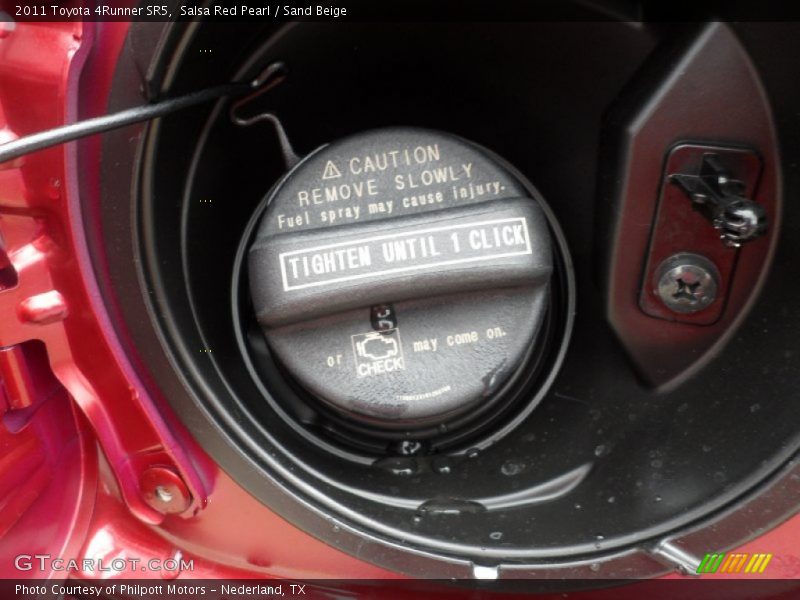 2011 Toyota 4Runner SR5, Salsa Red Pearl / Sand Beige
CAUTION
REMOVE SLOWLY
Fuel spray may cause injury.
TIGHTEN UNTIL 1 CLICK
or CHECK may come on.
GTCARLOT.COM
Photo Courtesy of Philpott Motors - Nederland, TX